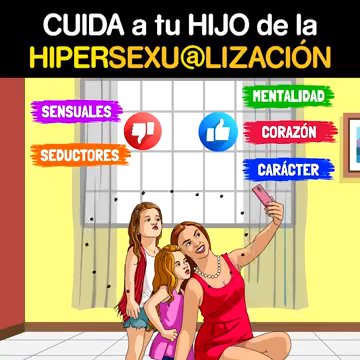 CUIDA a tu HIJO de la
HIPERSEXU@LIZACIÓN
SENSUALES
SEDUCTORES
MENTALIDAD
CORAZÓN
CARÁCTER